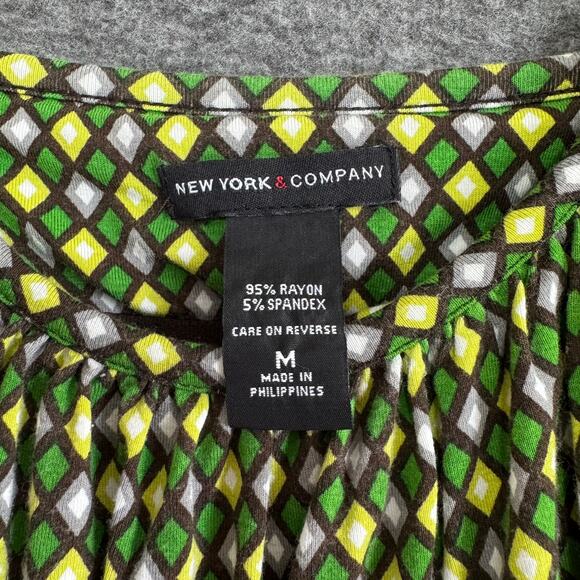 NEW YORK & COMPANY
95% RAYON
5% SPANDEX
CARE ON REVERSE
M
MADE IN
PHILIPPINES